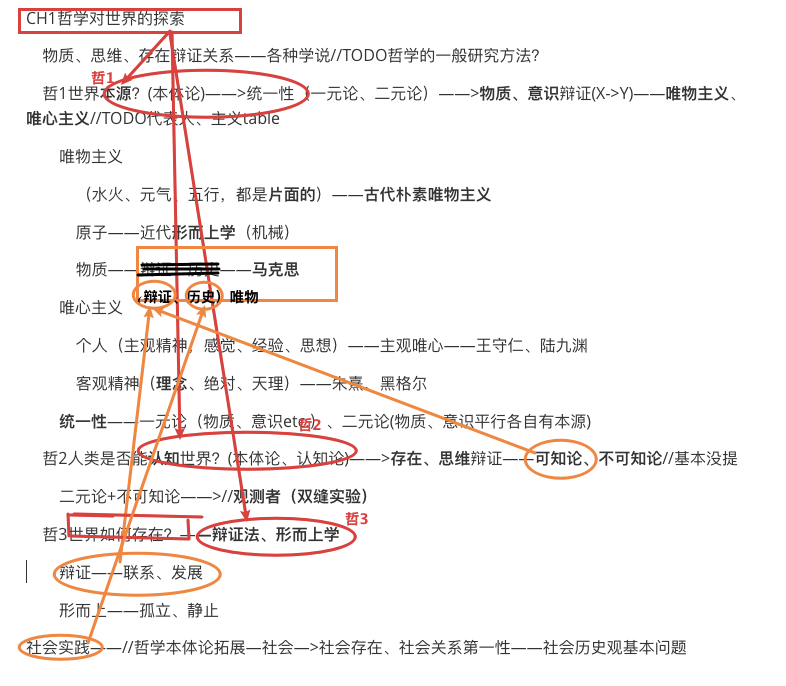 CH1哲学对世界的探索
物质、思维、存在辩证关系——各种学说//TODO哲学的一般研究方法?
哲1
哲1世界本源? (本体论)——>统一性（一元论、二元论）——>物质、意识辩证(X->Y)——唯物主义、
唯心主义//TODO代表人、主义table
唯物主义
（水火、元气、五行，都是片面的）——古代朴素唯物主义
原子——近代形而上学（机械）
物质————马克思
（辩证、历史）唯物
唯心主义
个人（主观精神，感觉、经验、思想）——主观唯心——王守仁、陆九渊
客观精神（理念、绝对、天理）——朱熹、黑格尔
统一性——一元论（物质、意识etc）、二元论(物质、意识平行各自有本源)
哲2
哲2人类是否能认知世界? (本体论、认知论)——>存在、思维辩证——可知论、不可知论//基本没提
二元论+不可知论——>//观测者（双缝实验）
哲3
哲3世界如何存在? ——辩证法、形而上学
辩证——联系、发展
形而上——孤立、静止
社会实践——//哲学本体论拓展—社会—>社会存在、社会关系第一性——社会历史观基本问题